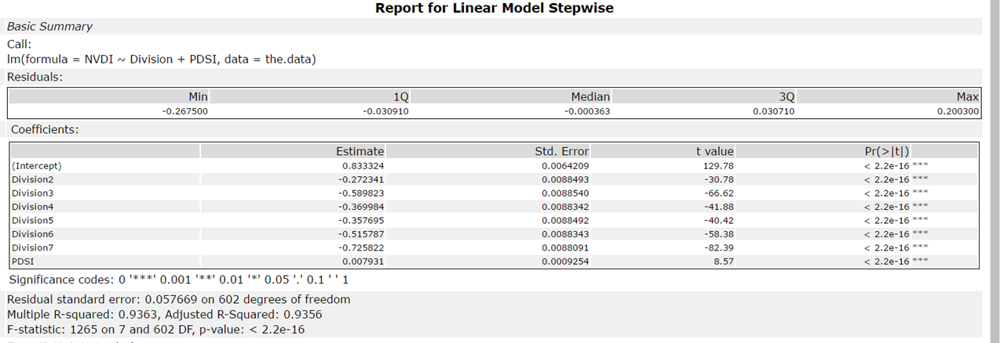 Report for Linear Model Stepwise
Basic Summary
Call:
lm(formula = NVDI ~ Division + PDSI, data = the.data)
Residuals:
Min 1Q Median 3Q Max
-0.267500 -0.030910 -0.000363 0.030710 0.200300
Coefficients:
Estimate Std. Error t value Pr(>|t|)
(Intercept) 0.833324 0.0064209 129.78 < 2.2e-16 ***
Division2 -0.272341 0.0088493 -30.78 < 2.2e-16 ***
Division3 -0.589823 0.0088540 -66.62 < 2.2e-16 ***
Division4 -0.369984 0.0088342 -41.88 < 2.2e-16 ***
Division5 -0.357695 0.0088492 -40.42 < 2.2e-16 ***
Division6 -0.515787 0.0088343 -58.38 < 2.2e-16 ***
Division7 -0.725822 0.0088091 -82.39 < 2.2e-16 ***
PDSI 0.007931 0.0009254 8.57 < 2.2e-16 ***
Significance codes: 0 '***' 0.001 '**' 0.01 '*' 0.05 '.' 0.1 ' ' 1
Residual standard error: 0.057669 on 602 degrees of freedom
Multiple R-squared: 0.9363, Adjusted R-Squared: 0.9356
F-statistic: 1265 on 7 and 602 DF, p-value: < 2.2e-16